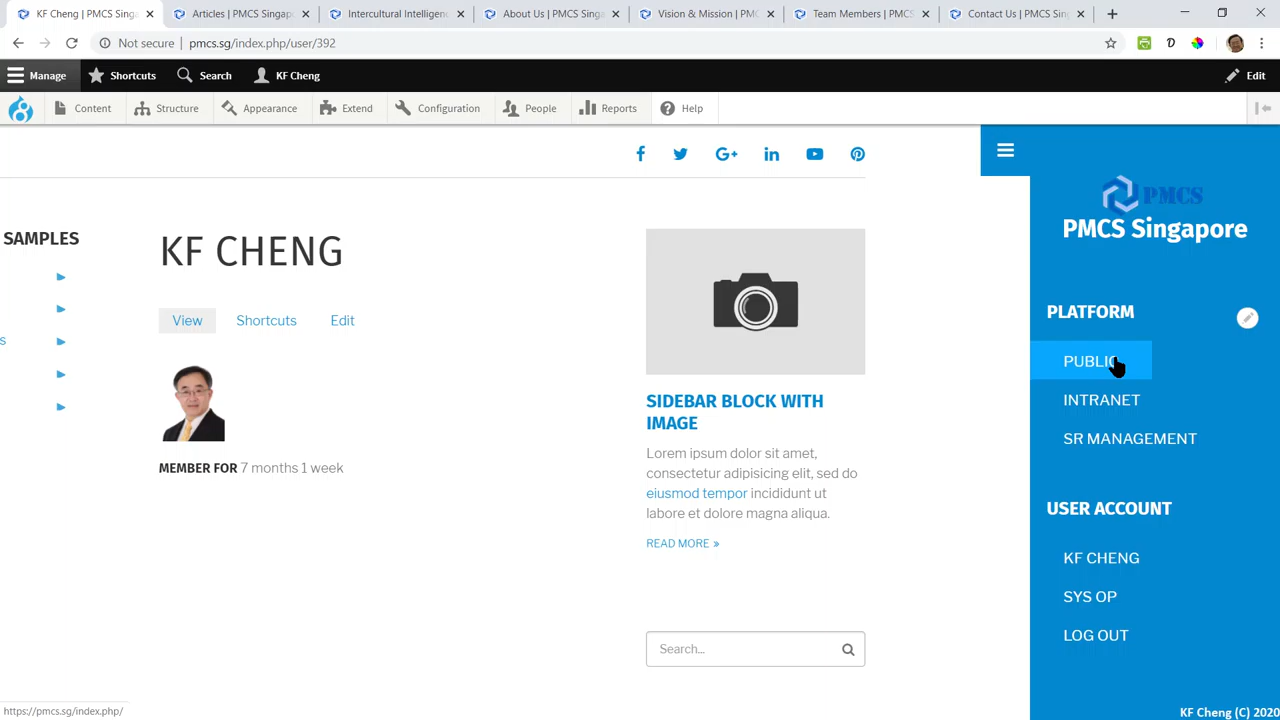 KF Cheng | PMCS Singapo
Articles | PMCS Singap
Intercultural Intelligenc
About Us | PMCS Sing
Vision & Mission | PMC
Team Members | PMCS
Contact Us | PMCS Sing
Not secure | pmcs.sg/index.php/user/392
Manage Shortcuts Search KF Cheng Edit
Content Structure Appearance Extend Configuration People Reports Help
SAMPLES
s
KF CHENG
View Shortcuts Edit
MEMBER FOR 7 months 1 week
SIDEBAR BLOCK WITH
IMAGE
Lorem ipsum dolor sit amet,
consectetur adipisicing elit, sed do
eiusmod tempor incididunt ut
labore et dolore magna aliqua.
READ MORE »
Search...
PMCS
PMCS Singapore
PLATFORM
PUBLIC
INTRANET
SR MANAGEMENT
USER ACCOUNT
KF CHENG
SYS OP
LOG OUT
https://pmcs.sg/index.php/
KF Cheng (C) 2020